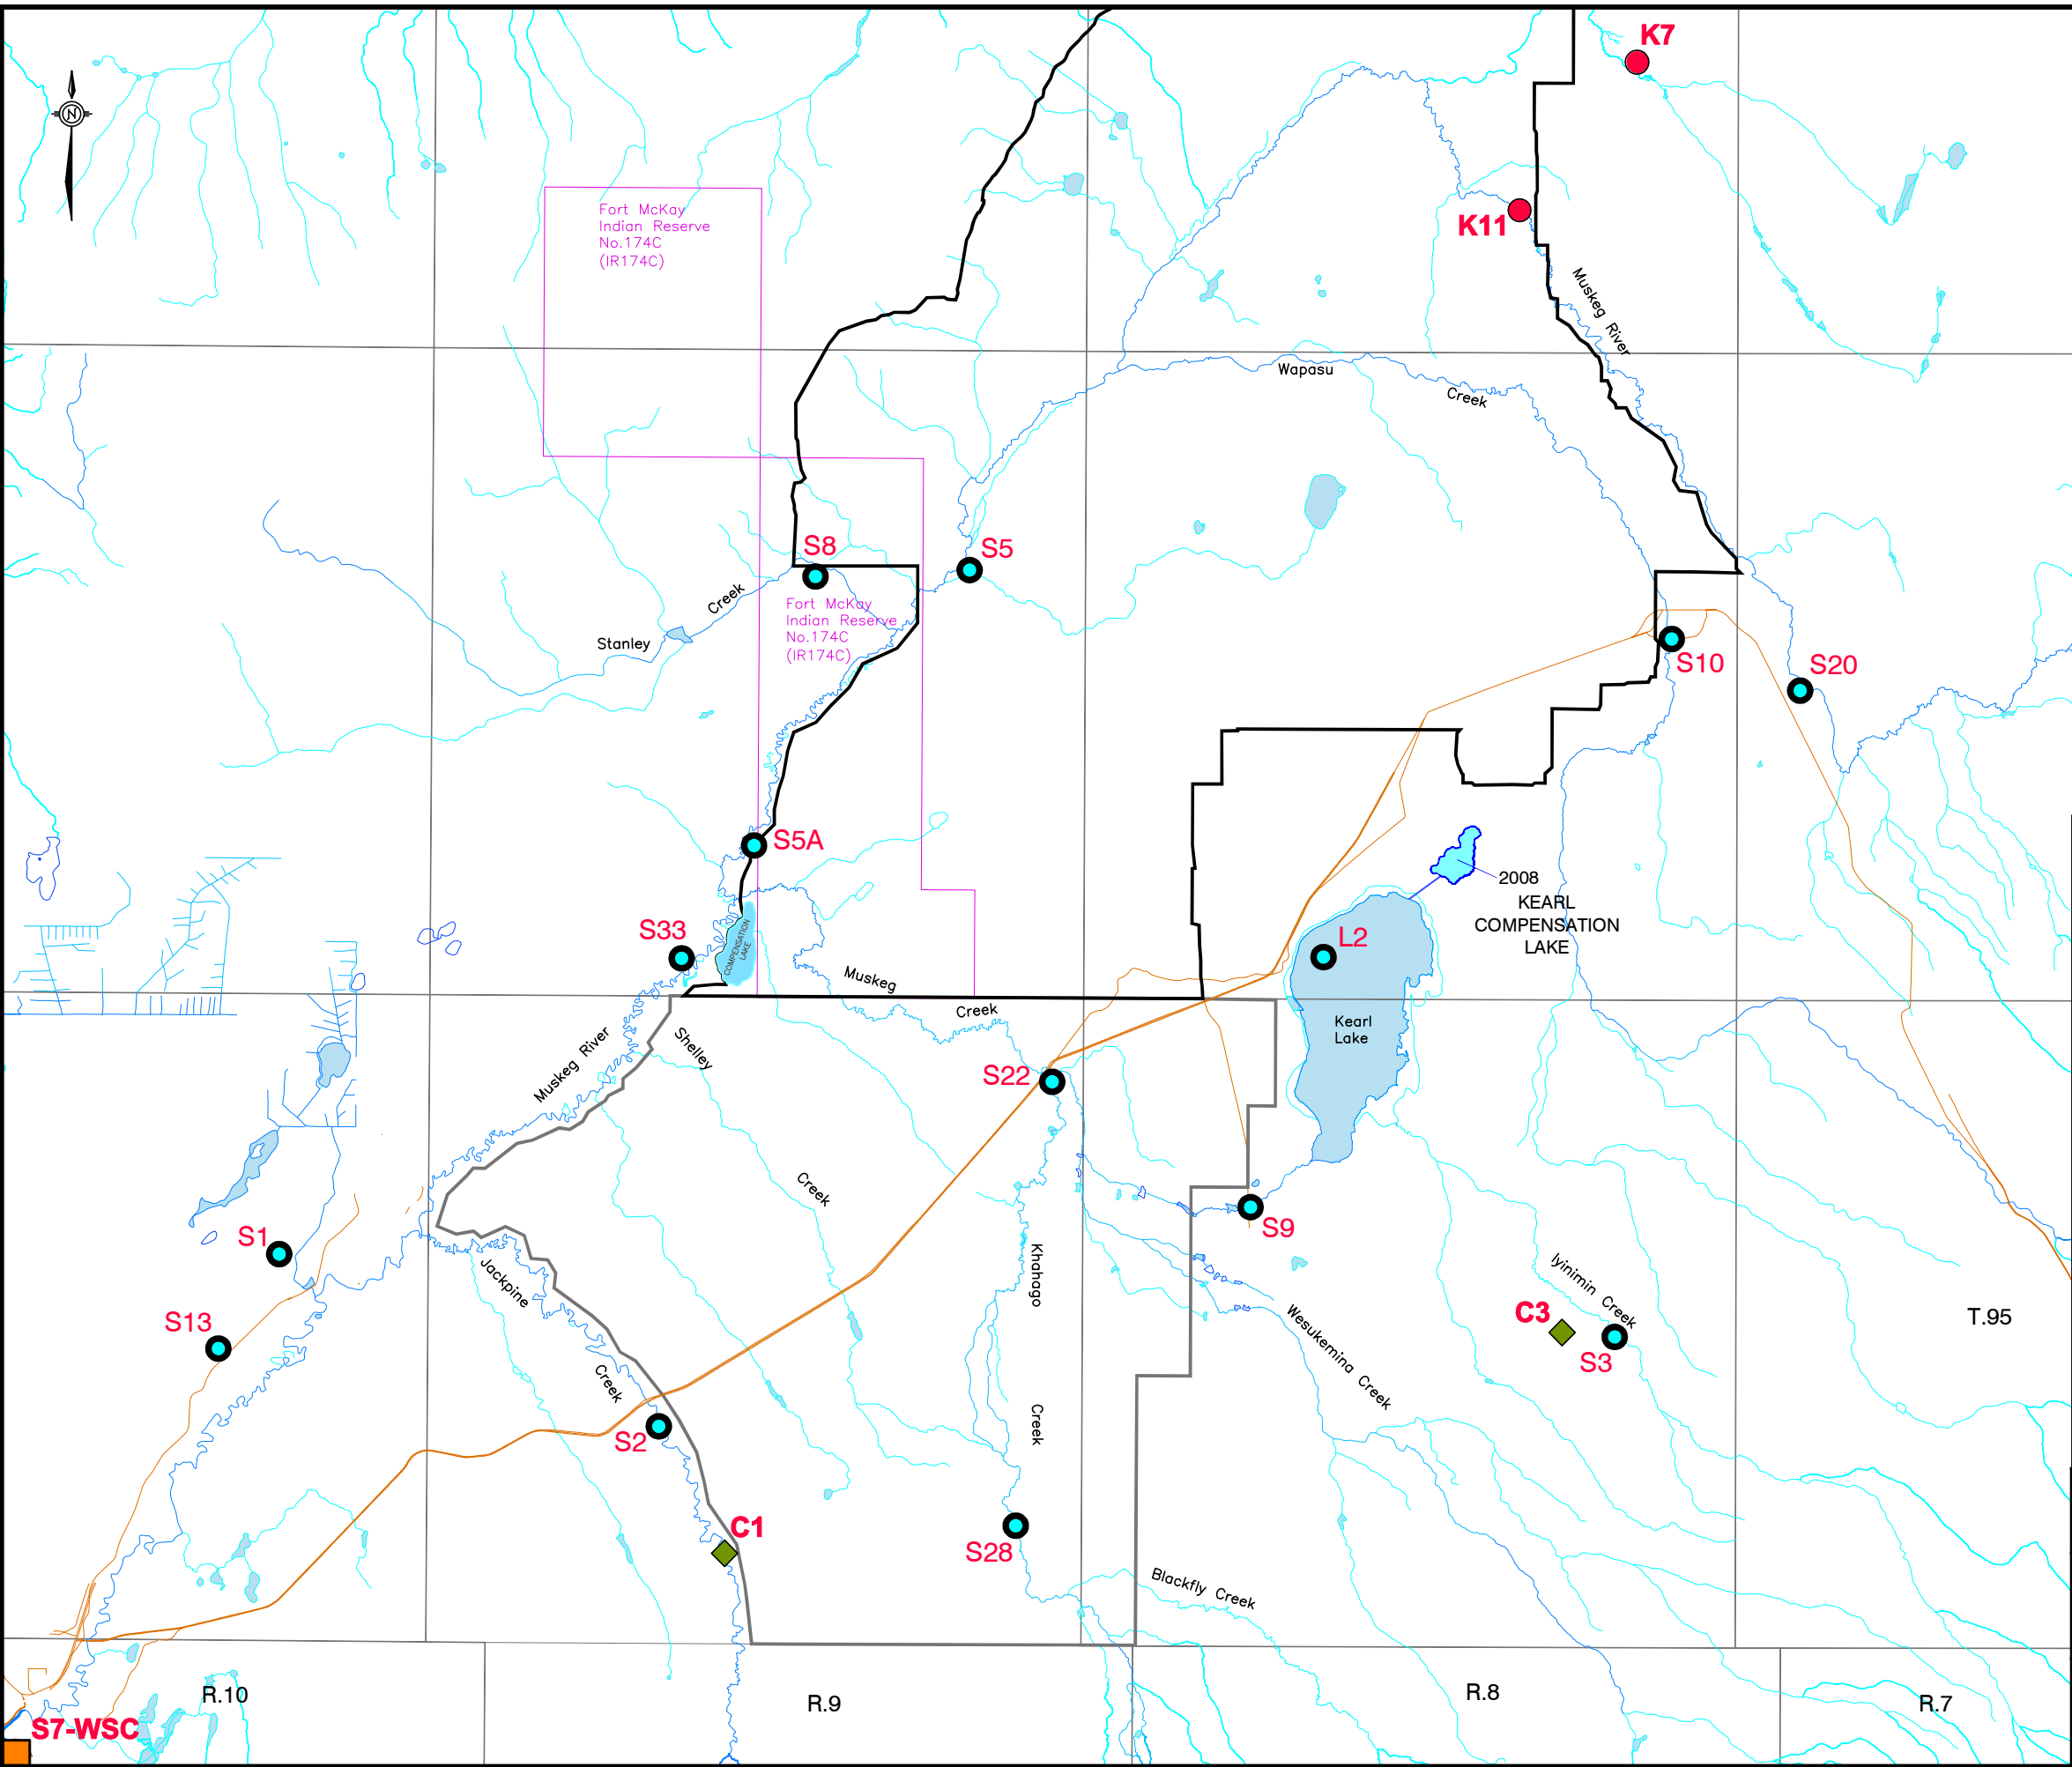 K7
N
Fort McKay
Indian Reserve
No.174C
(IR174C)
K11
Muskeg River
Wapasu
Creek
S8
S5
Creek
Fort McKay
Indian Reserve
No.174C
(IR174C)
Stanley
S10
S20
S5A
2008
KEARL
COMPENSATION
LAKE
S33
COMPENSATION
LAKE
L2
Muskeg
Creek
Kearl
Lake
Muskeg River
Shelley
S22
Creek
S9
S1
Khahago
Jackpine
Iyinimin Creek
C3
Wesukemina Creek
S3
T.95
S13
Creek
Creek
S2
C1
S28
Blackfly Creek
R.10
R.9
R.8
R.7
S7-WSC